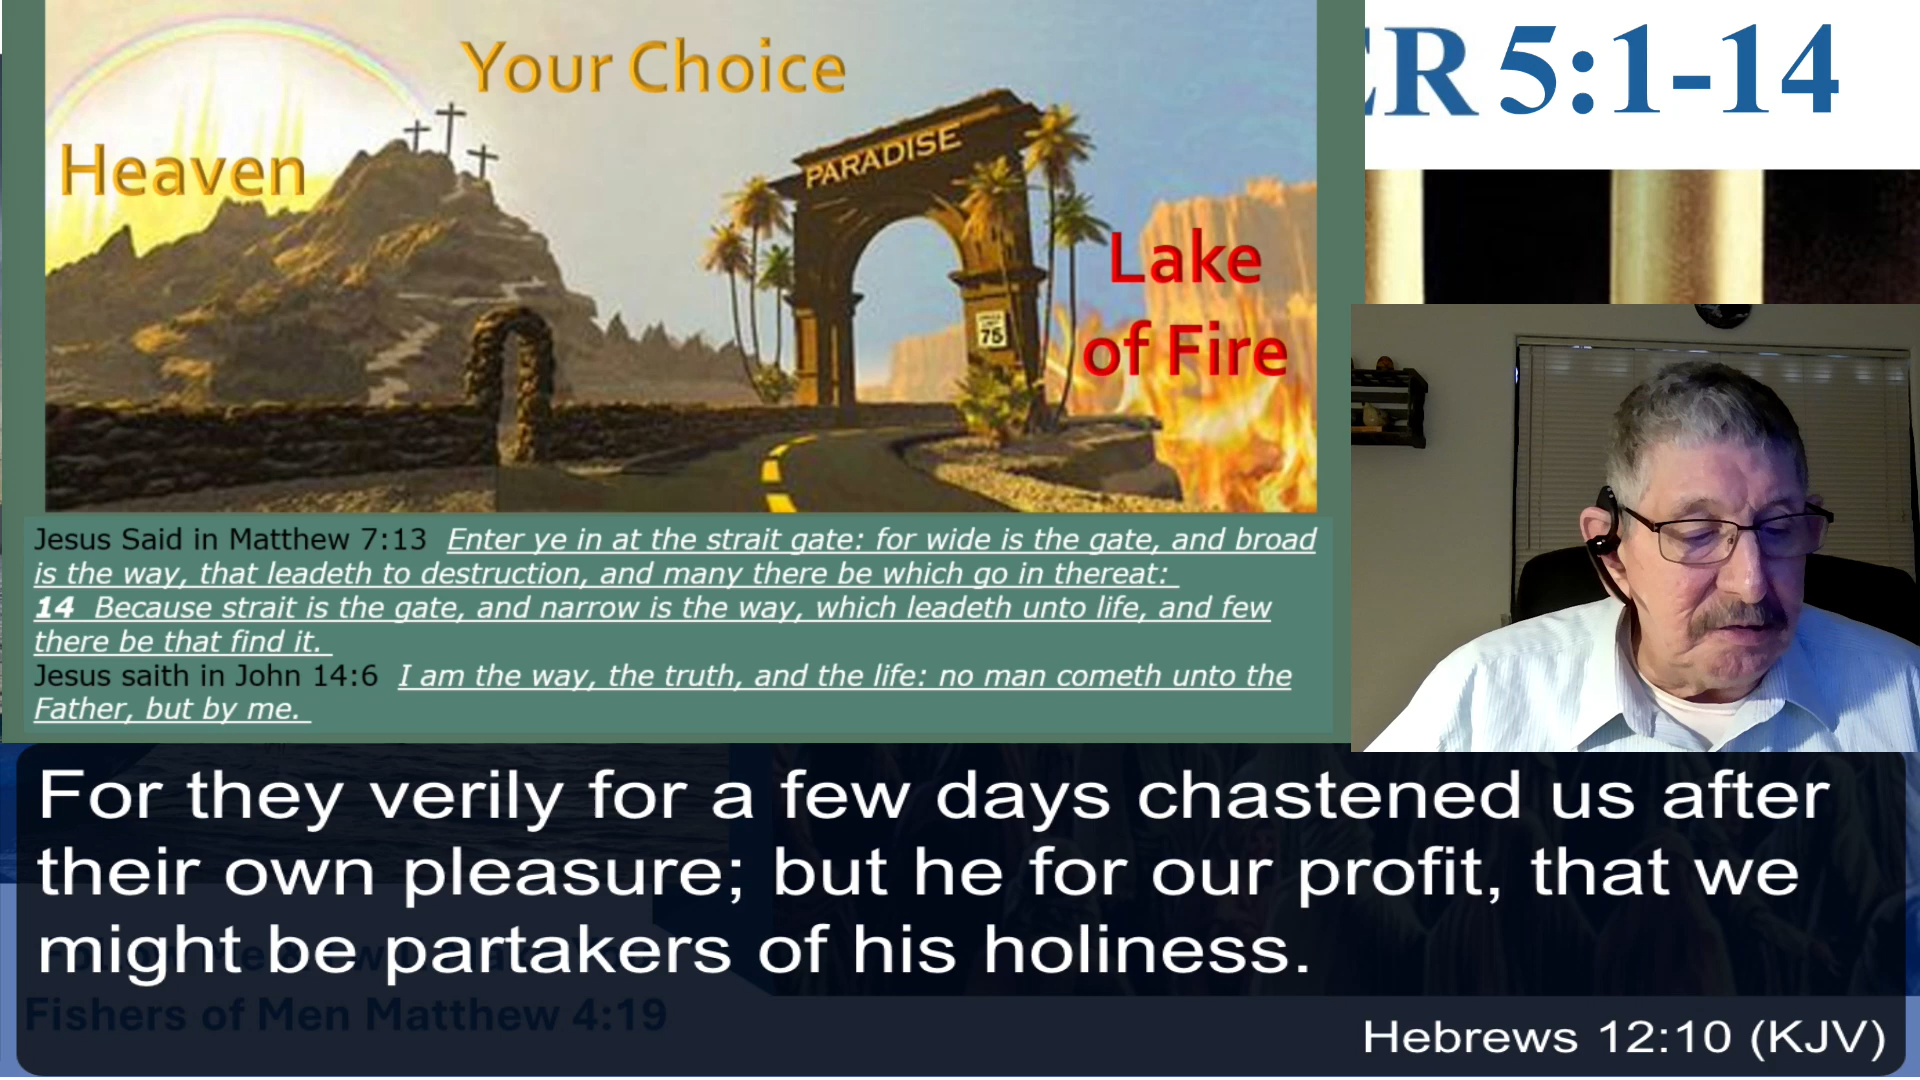 Your Choice
Heaven
PARADISE
Lake
of Fire
75
ER 5:1-14
Jesus Said in Matthew 7:13 Enter ye in at the strait gate: for wide is the gate, and broad
is the way, that leadeth to destruction, and many there be which go in thereat:
14 Because strait is the gate, and narrow is the way, which leadeth unto life, and few
there be that find it.
Jesus saith in John 14:6 I am the way, the truth, and the life: no man cometh unto the
Father, but by me.
For they verily for a few days chastened us after
their own pleasure; but he for our profit, that we
might be partakers of his holiness.
Fishers of Men Matthew 4:19
Hebrews 12:10 (KJV)